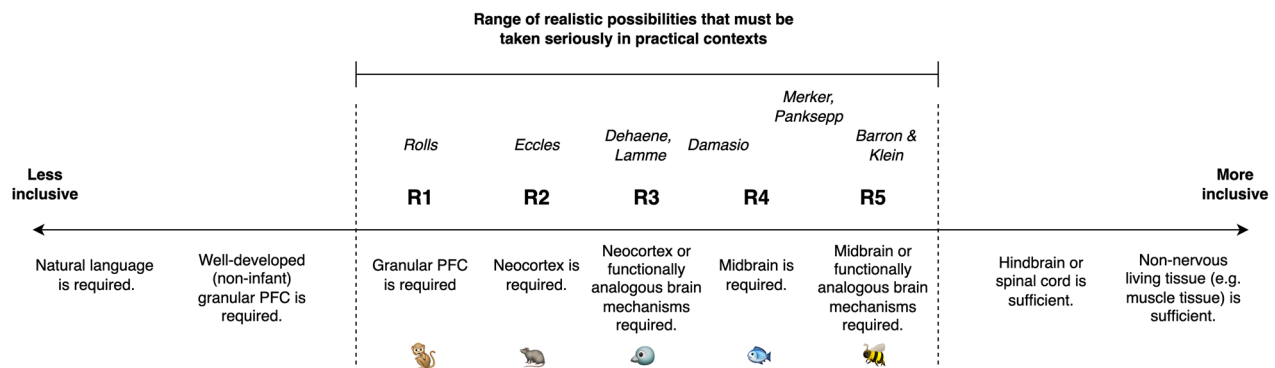 Range of realistic possibilities that must be
taken seriously in practical contexts
Merker,
Panksepp
Rolls
Eccles
Dehaene,
Lamme
Damasio
Barron &
Klein
Less
inclusive
R1
R2
R3
R4
R5
More
inclusive
Natural language
is required.
Well-developed
(non-infant)
granular PFC is
required.
Granular PFC
is required
Neocortex is
required.
Neocortex or
functionally
analogous brain
mechanisms
required.
Midbrain is
required.
Midbrain or
functionally
analogous brain
mechanisms
required.
Hindbrain or
spinal cord is
sufficient.
Non-nervous
living tissue (e.g.
muscle tissue) is
sufficient.